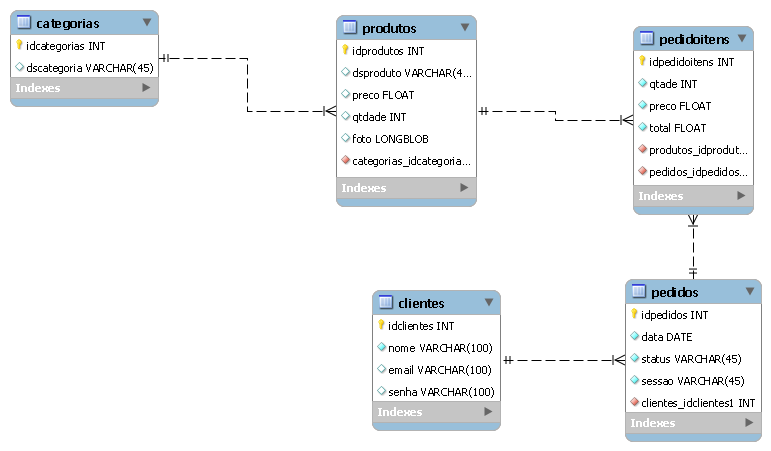 categorias
idcategorias INT
dscategoria VARCHAR(45)
Indexes
produtos
idprodutos INT
dsproduto VARCHAR(4...
preco FLOAT
qtdade INT
foto LONGBLOB
categorias_idcategoria...
Indexes
pedidoitens
idpedidoitens INT
qtade INT
preco FLOAT
total FLOAT
produtos_idprodut...
pedidos_idpedidos...
Indexes
clientes
idclientes INT
nome VARCHAR(100)
email VARCHAR(100)
senha VARCHAR(100)
Indexes
pedidos
idpedidos INT
data DATE
status VARCHAR(45)
sessao VARCHAR(45)
clientes_idclientes1 INT
Indexes